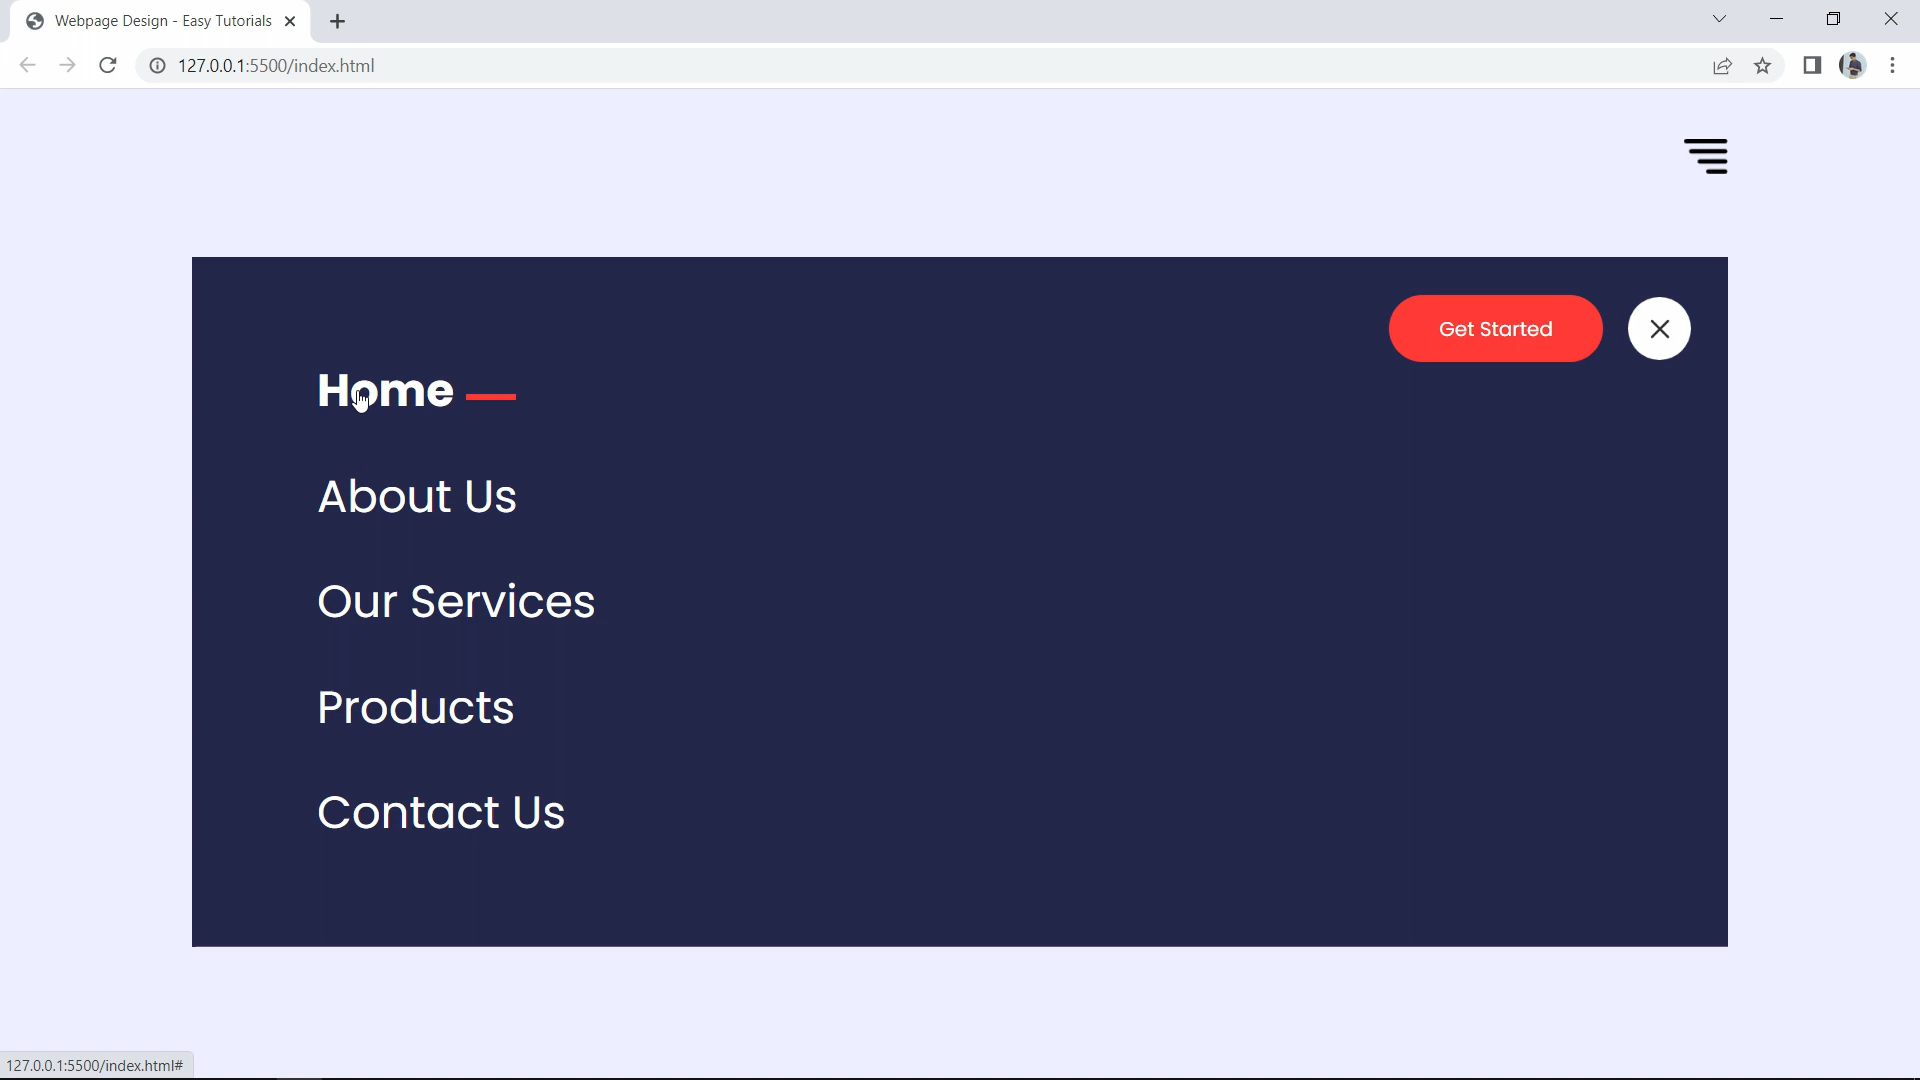 Webpage Design - Easy Tutorials
127.0.0.1:5500/index.html
Get Started
Home
About Us
Our Services
Products
Contact Us
127.0.0.1:5500/index.html#